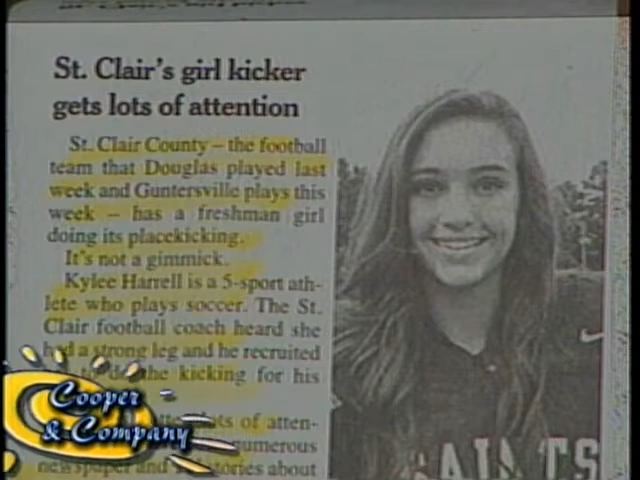 St. Clair's girl kicker
gets lots of attention
St. Clair County – the football
team that Douglas played last
week and Guntersville plays this
week – has a freshman girl
doing its placekicking.
It's not a gimmick.
Kylee Harrell is a 5-sport ath-
lete who plays soccer. The St.
Clair football coach heard she
had a strong leg and he recruited
the kicking for his
lots of atten-
numerous
newspaper and stories about
Cooper
& Company
SAINTS